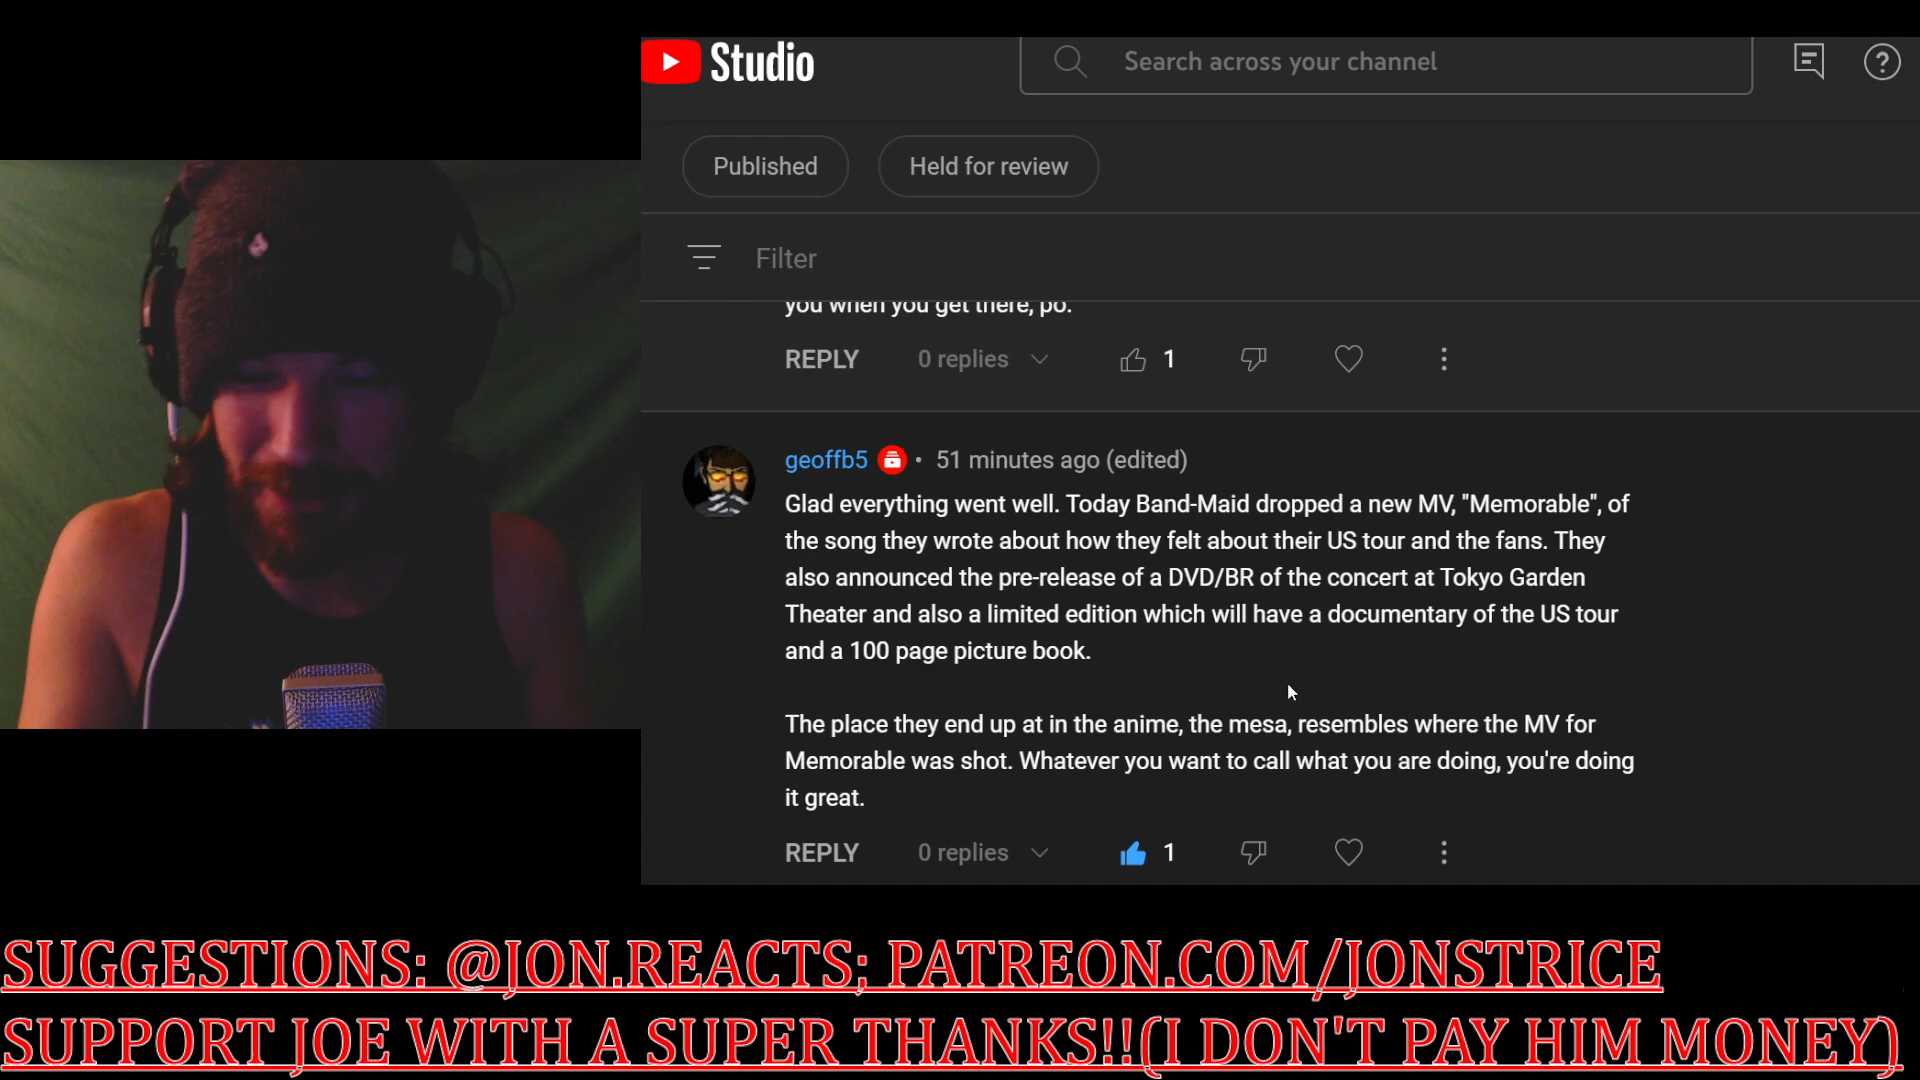 Studio
Search across your channel
Published
Held for review
Filter
you when you get there, po.
REPLY 0 replies 1
geoffb5 • 51 minutes ago (edited)
Glad everything went well. Today Band-Maid dropped a new MV, "Memorable", of
the song they wrote about how they felt about their US tour and the fans. They
also announced the pre-release of a DVD/BR of the concert at Tokyo Garden
Theater and also a limited edition which will have a documentary of the US tour
and a 100 page picture book.
The place they end up at in the anime, the mesa, resembles where the MV for
Memorable was shot. Whatever you want to call what you are doing, you're doing
it great.
REPLY 0 replies 1
SUGGESTIONS: @JON.REACTS; PATREON.COM/JONSTRICE
SUPPORT JOE WITH A SUPER THANKS!!(I DON'T PAY HIM MONEY)